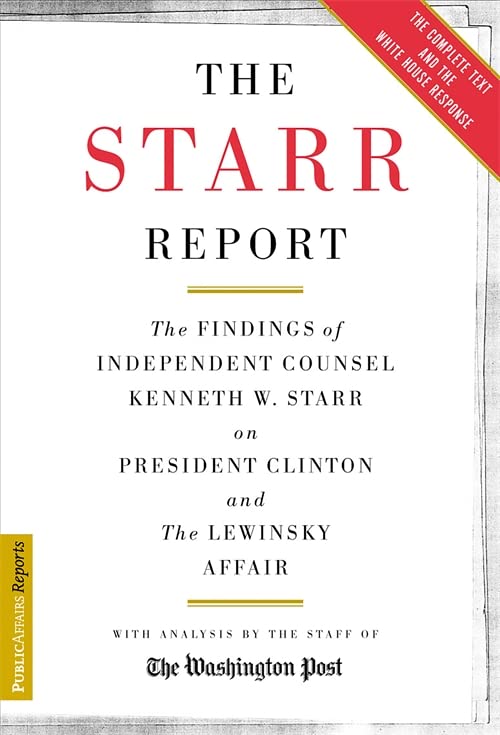 THE COMPLETE TEXT
AND THE
WHITE HOUSE RESPONSE
THE
STARR
REPORT
The FINDINGS of
INDEPENDENT COUNSEL
KENNETH W. STARR
on
PRESIDENT CLINTON
and
The LEWINSKY
AFFAIR
WITH ANALYSIS BY THE STAFF OF
The Washington Post
PUBLICAFFAIRS Reports